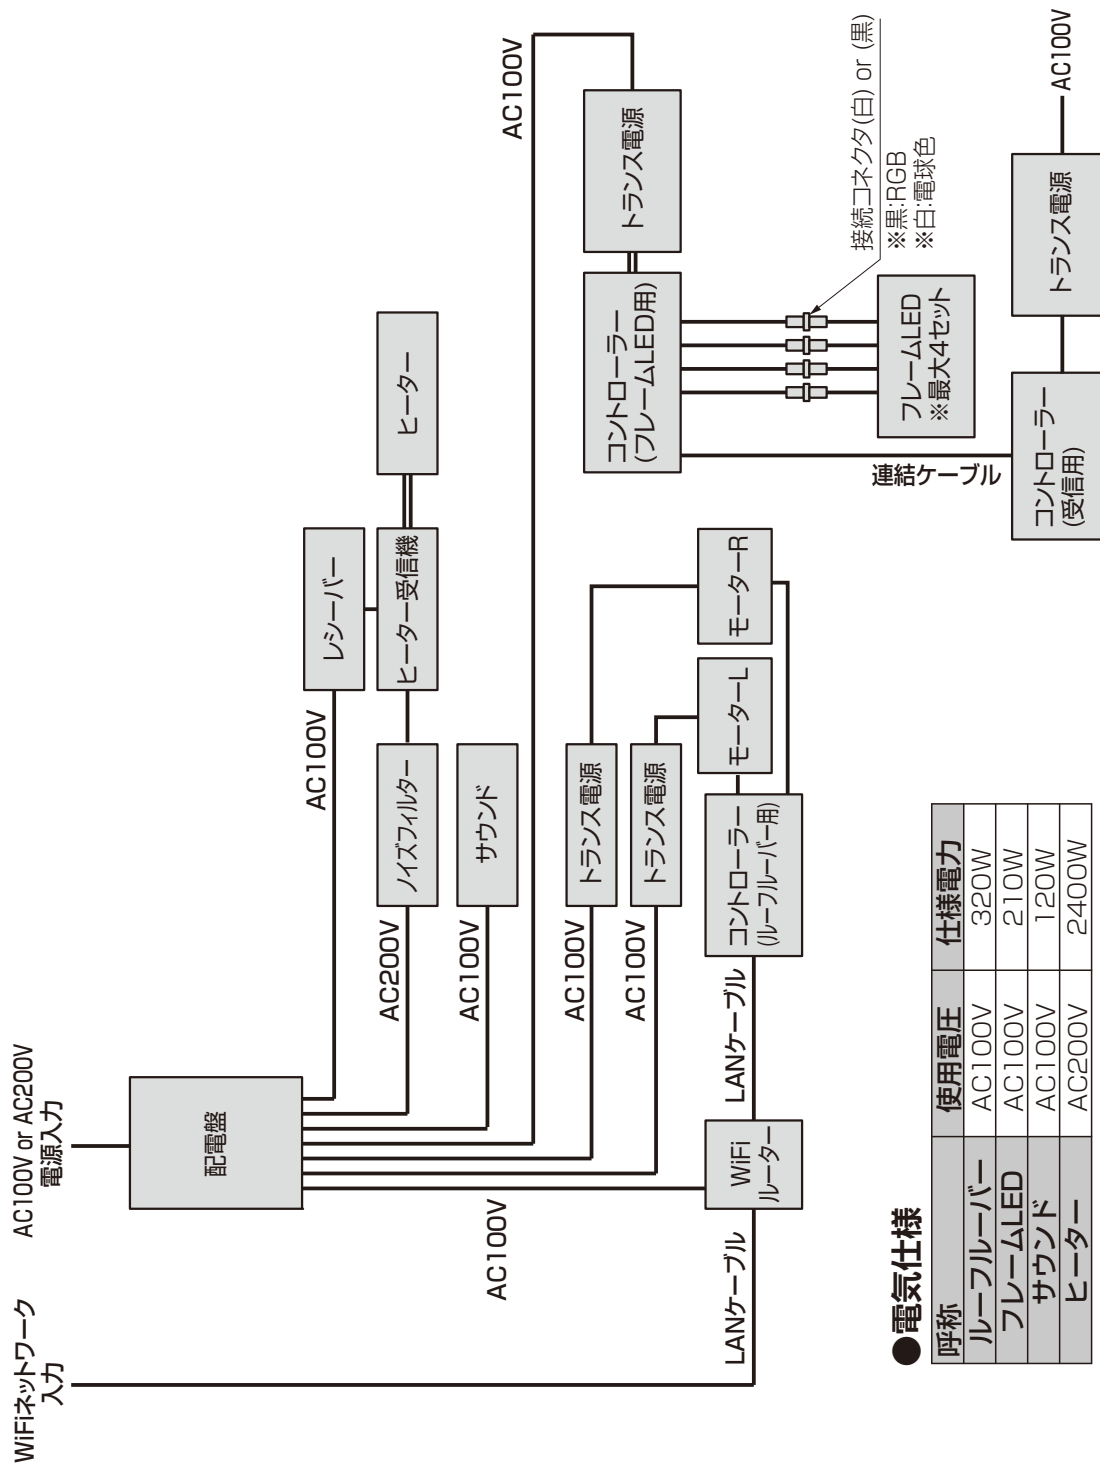 WiFiネットワーク
入力
AC100V or AC200V
電源入力
配電盤
AC100V
レシーバー
AC200V
ノイズフィルター
ヒーター受信機
ヒーター
AC100V
サウンド
AC100V
トランス電源
コントローラー
(フレームLED用)
接続コネクタ(白) or (黒)
※黒:RGB
※白:電球色
フレームLED
※最大4セット
連結ケーブル
コントローラー
(受信用)
トランス電源
AC100V
AC100V
トランス電源
モーターR
AC100V
トランス電源
モーターL
コントローラー
(ルーフルーバー用)
LANケーブル
AC100V
WiFi
ルーター
LANケーブル
●電気仕様
呼称 使用電圧 仕様電力
ルーフルーバー AC100V 320W
フレームLED AC100V 210W
サウンド AC100V 120W
ヒーター AC200V 2400W